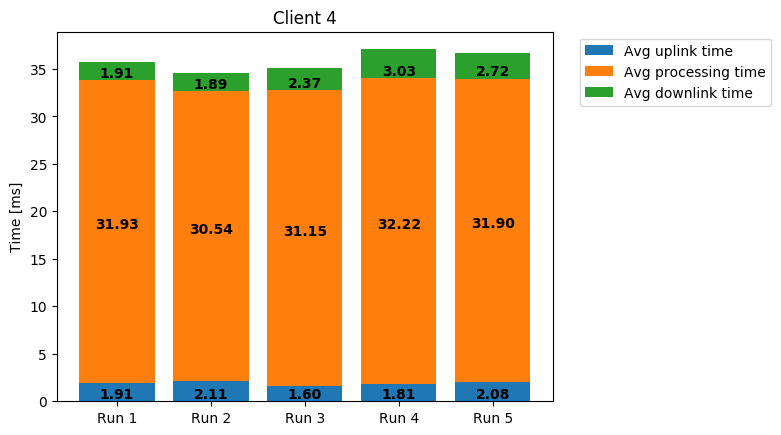 Client 4
Avg uplink time
Avg processing time
Avg downlink time
Time [ms]
35
30
25
20
15
10
5
0
1.91 1.89 2.37 3.03 2.72
31.93 30.54 31.15 32.22 31.90
1.91 2.11 1.60 1.81 2.08
Run 1 Run 2 Run 3 Run 4 Run 5